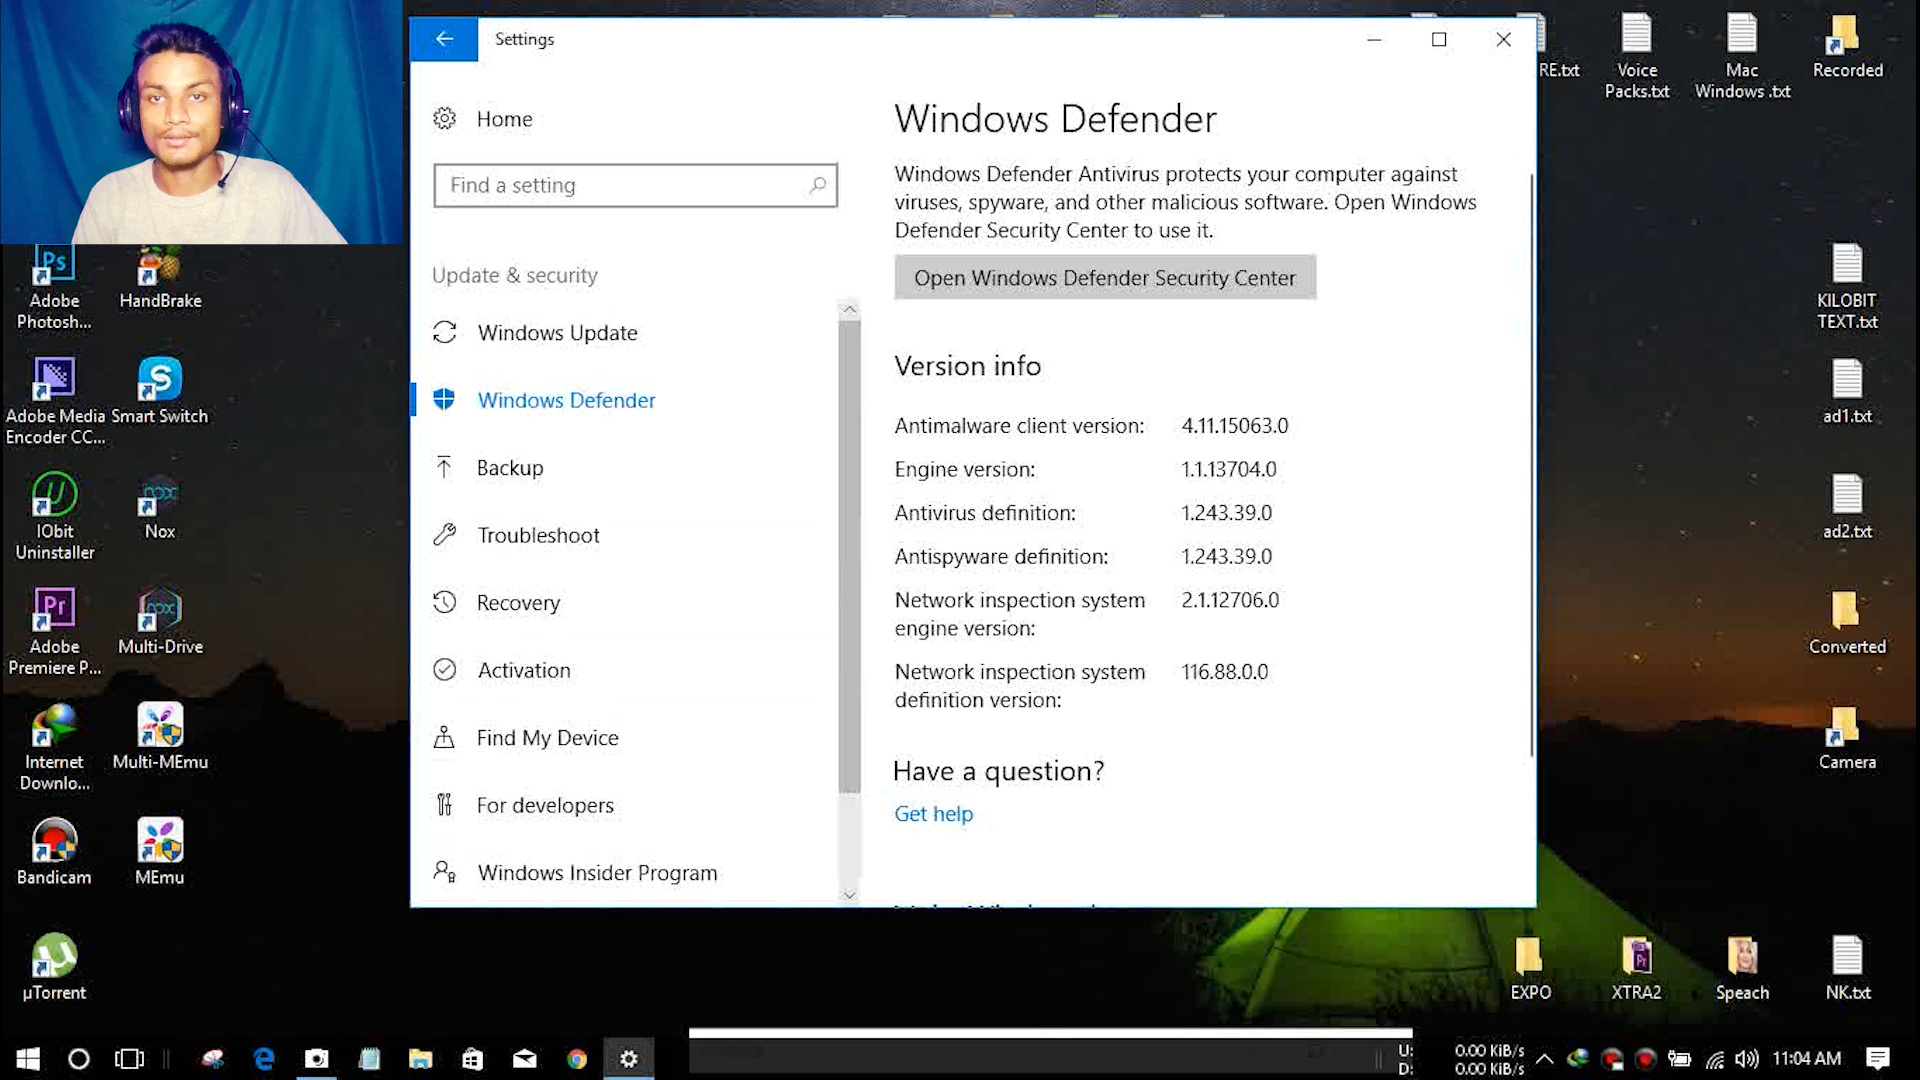 Settings
Home
Find a setting
Update & security
Windows Update
Windows Defender
Backup
Troubleshoot
Recovery
Activation
Find My Device
For developers
Windows Insider Program
Windows Defender
Windows Defender Antivirus protects your computer against
viruses, spyware, and other malicious software. Open Windows
Defender Security Center to use it.
Open Windows Defender Security Center
Version info
Antimalware client version: 4.11.15063.0
Engine version: 1.1.13704.0
Antivirus definition: 1.243.39.0
Antispyware definition: 1.243.39.0
Network inspection system 2.1.12706.0
engine version:
Network inspection system 116.88.0.0
definition version:
Have a question?
Get help
RE.txt
Voice
Packs.txt
Mac
Windows .txt
Recorded
KILOBIT
TEXT.txt
ad1.txt
ad2.txt
Converted
Camera
EXPO
XTRA2
Speach
NK.txt
Ps
Adobe
Photosh...
HandBrake
Adobe Media
Encoder CC...
S
Smart Switch
IObit
Uninstaller
Nox
Pr
Adobe
Premiere P...
Multi-Drive
Internet
Downlo...
Multi-MEmu
Bandicam
MEmu
µTorrent
U: 0.00 KiB/s
D: 0.00 KiB/s
11:04 AM